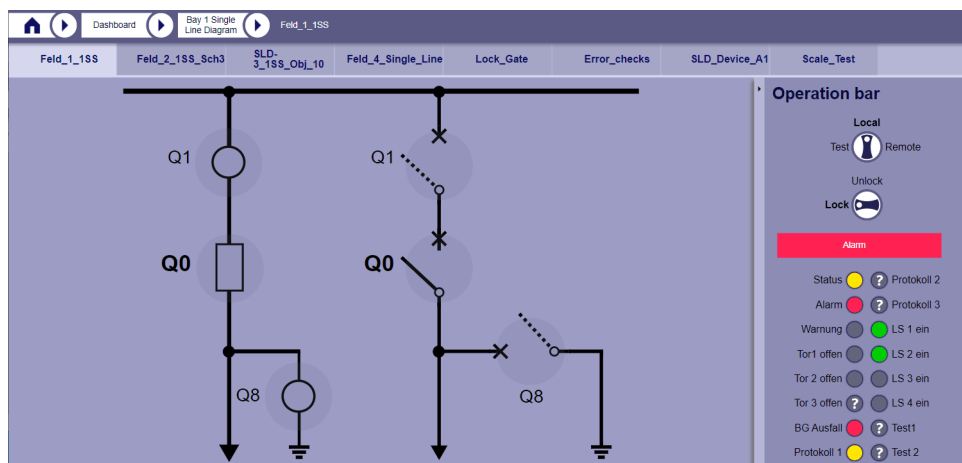 Dashboard
Bay 1 Single
Line Diagram
Feld_1_1SS
Feld_1_1SS
Feld_2_1SS_Sch3
SLD-
3_1SS_Obj_10
Feld_4_Single_Line
Lock_Gate
Error_checks
SLD_Device_A1
Scale_Test
Q1
Q0
Q8
Q1
Q0
Q8
Operation bar
Local
Test Remote
Unlock
Lock
Alarm
Status ? Protokoll 2
Alarm ? Protokoll 3
Warnung LS 1 ein
Tor1 offen LS 2 ein
Tor 2 offen LS 3 ein
Tor 3 offen ? LS 4 ein
BG Ausfall ? Test1
Protokoll 1 ? Test 2